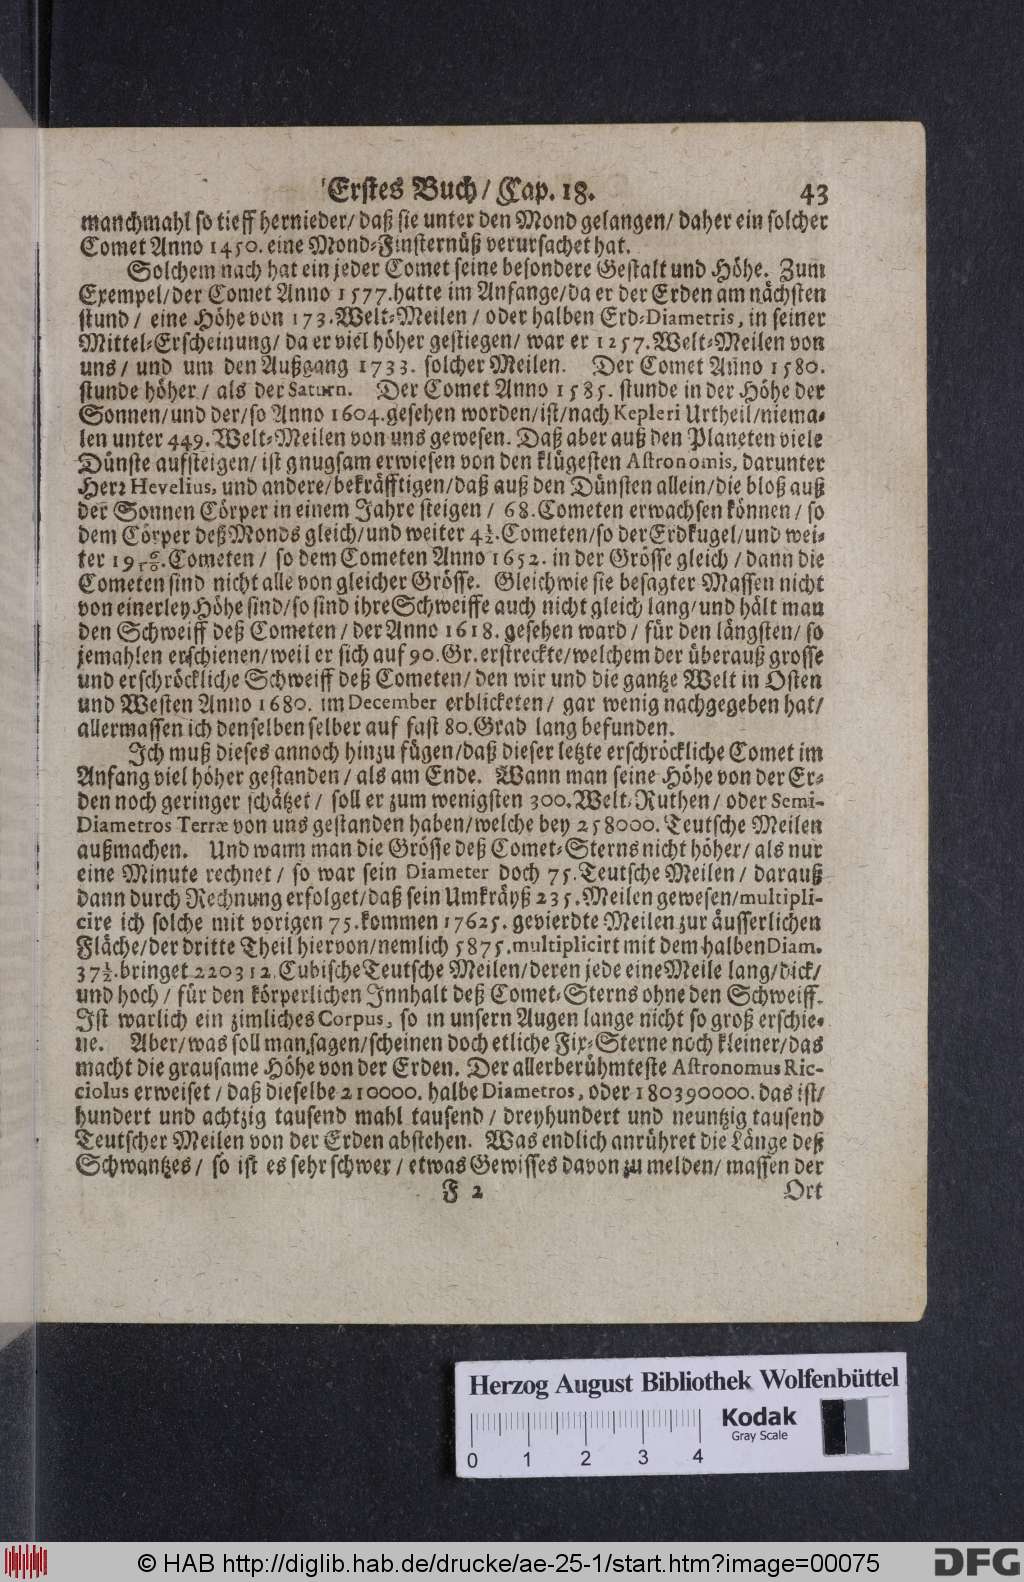 Erstes Buch / Cap. 18. 43
manchmahl so tieff hernieder / daß sie unter den Mond gelangen / daher ein solcher
Comet Anno 1450. eine Mond-Finsternüß verursachet hat.
Solchem nach hat ein jeder Comet seine besondere Gestalt und Höhe. Zum
Exempel / der Comet Anno 1577. hatte im Anfange / da er der Erden am nächsten
stund / eine Höhe von 173. Welt-Meilen / oder halben Erd-Diametris, in seiner
Mittel-Erscheinung / da er viel höher gestiegen / war er 1257. Welt-Meilen von
uns / und um den Außgang 1733. solcher Meilen. Der Comet Anno 1580.
stunde höher / als der Saturn. Der Comet Anno 1585. stunde in der Höhe der
Sonnen / und der / so Anno 1604. gesehen worden / ist / nach Kepleri Urtheil / niema-
len unter 449. Welt-Meilen von uns gewesen. Daß aber auß den Planeten viele
Dünste aufsteigen / ist gnugsam erwiesen von den klügesten Astronomis, darunter
Herr Hevelius, und andere / bekräfftigen / daß auß den Dünsten allein / die bloß auß
der Sonnen Cörper in einem Jahre steigen / 68. Cometen erwachsen können / so
dem Cörper deß Monds gleich / und weiter 4½. Cometen / so der Erdkugel / und wei-
ter 19 . Cometen / so dem Cometen Anno 1652. in der Grösse gleich / dann die
Cometen sind nicht alle von gleicher Grösse. Gleichwie sie besagter Massen nicht
von einerley Höhe sind / so sind ihre Schweiffe auch nicht gleich lang / und hält man
den Schweiff deß Cometen / der Anno 1618. gesehen ward / für den längsten / so
jemahlen erschienen / weil er sich auf 90. Gr. erstreckte / welchem der überauß grosse
und erschröckliche Schweiff deß Cometen / den wir und die gantze Welt in Osten
und Westen Anno 1680. im December erblicketen / gar wenig nachgegeben hat /
allermassen ich denselben selber auf fast 80. Grad lang befunden.
Ich muß dieses annoch hinzu fügen / daß dieser letzte erschröckliche Comet im
Anfang viel höher gestanden / als am Ende. Wann man seine Höhe von der Er-
den noch geringer schätzet / soll er zum wenigsten 300. Welt-Ruthen / oder Semi-
Diametros Terræ von uns gestanden haben / welche bey 258000. Teutsche Meilen
außmachen. Und wann man die Grösse deß Comet-Sterns nicht höher / als nur
eine Minute rechnet / so war sein Diameter doch 75. Teutsche Meilen / darauß
dann durch Rechnung erfolget / daß sein Umkräyß 235. Meilen gewesen / multipli-
cire ich solche mit vorigen 75. kommen 17625. gevierdte Meilen zur äusserlichen
Fläche / der dritte Theil hiervon / nemlich 5875. multiplicirt mit dem halben Diam.
37½. bringet 220312. Cubische Teutsche Meilen / deren jede eine Meile lang / dick /
und hoch / für den körperlichen Innhalt deß Comet-Sterns ohne den Schweiff.
Ist warlich ein zimliches Corpus, so in unsern Augen lange nicht so groß erschie-
ne. Aber / was soll man sagen / scheinen doch etliche Fix-Sterne noch kleiner / das
macht die grausame Höhe von der Erden. Der allerberühmteste Astronomus Ric-
ciolus erweiset / daß dieselbe 210000. halbe Diametros, oder 180390000. das ist /
hundert und achtzig tausend mahl tausend / dreyhundert und neuntzig tausend
Teutscher Meilen von der Erden abstehen. Was endlich anrühret die Länge deß
Schwantzes / so ist es sehr schwer / etwas Gewisses davon zu melden / massen der
F 2 Ort
Herzog August Bibliothek Wolfenbüttel
Kodak
Gray Scale
0 1 2 3 4
© HAB http://diglib.hab.de/drucke/ae-25-1/start.htm?image=00075
DFG